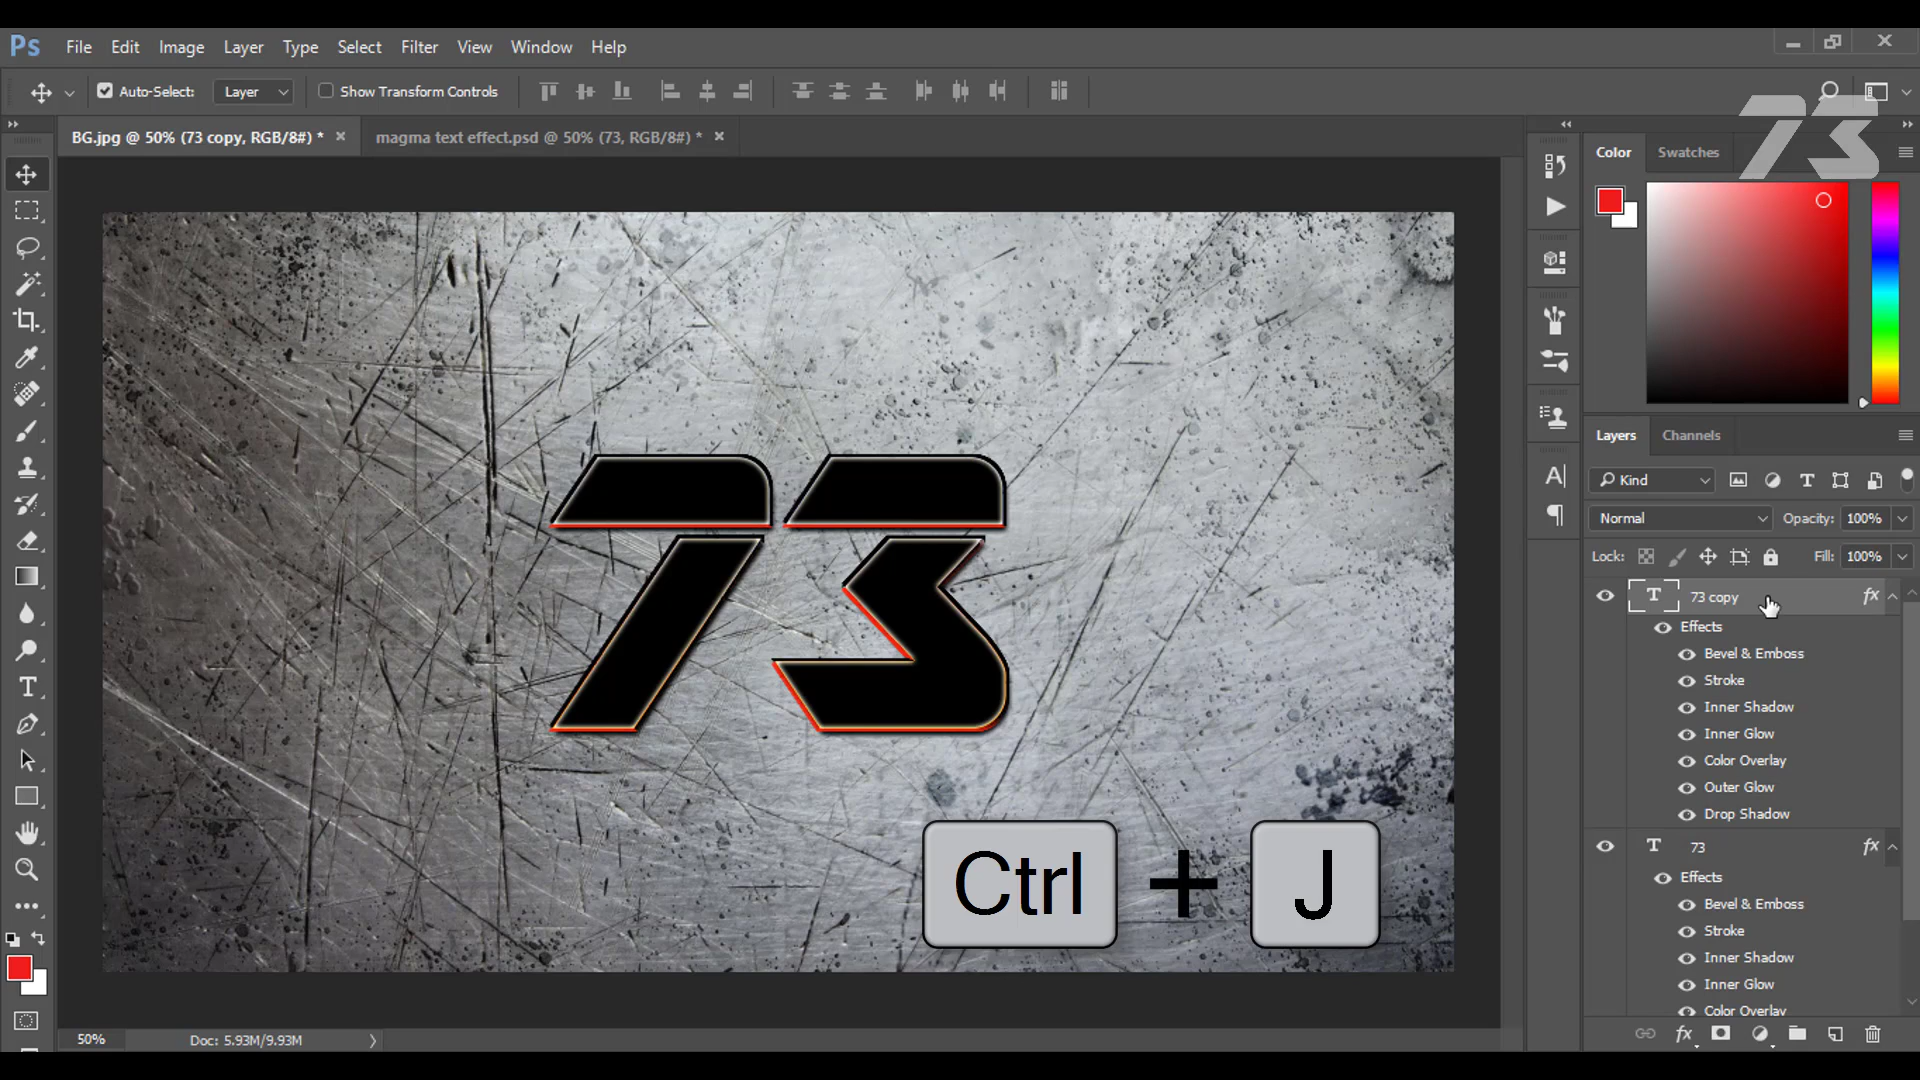 Ps File Edit Image Layer Type Select Filter View Window Help
Auto-Select: Layer Show Transform Controls
BG.jpg @ 50% (73 copy, RGB/8#) * magma text effect.psd @ 50% (73, RGB/8#) *
73
Color Swatches
Layers Channels
Kind
Normal Opacity: 100%
Lock: Fill: 100%
T 73 copy fx
Effects
Bevel & Emboss
Stroke
Inner Shadow
Inner Glow
Color Overlay
Outer Glow
Drop Shadow
T 73 fx
Effects
Bevel & Emboss
Stroke
Inner Shadow
Inner Glow
Color Overlay
73
Ctrl + J
50% Doc: 5.93M/9.93M
fx